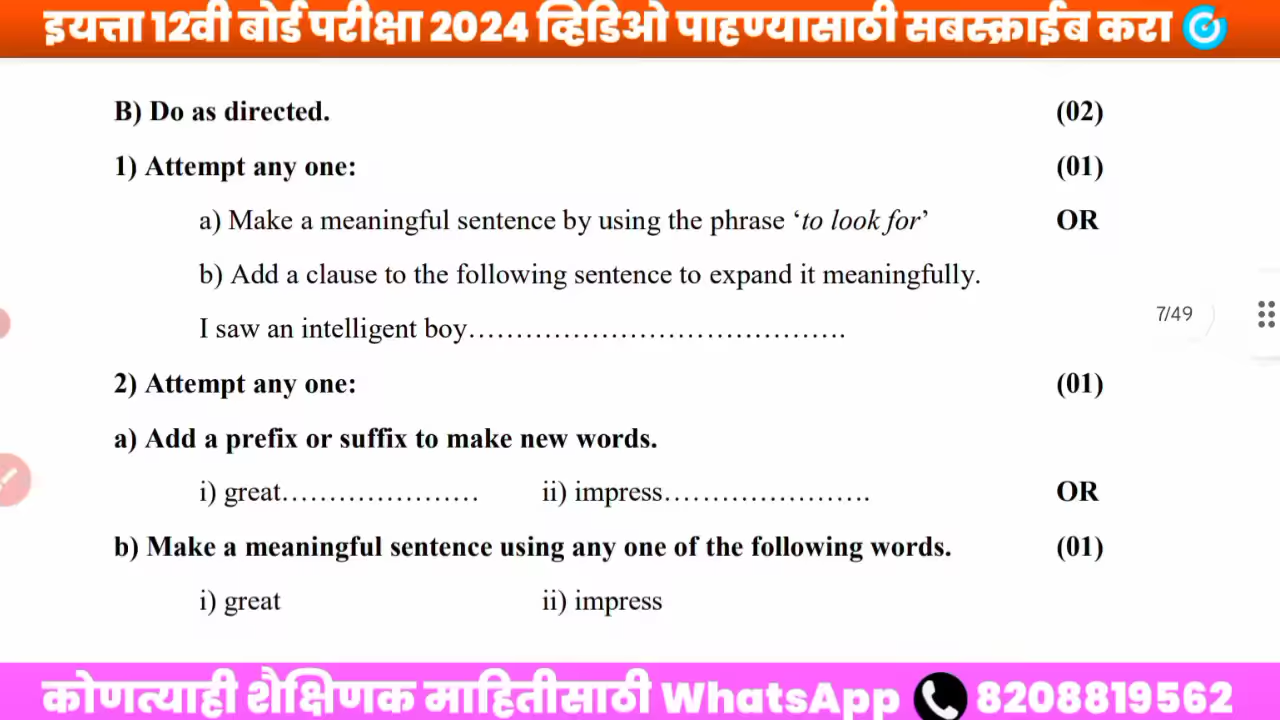 इयत्ता 12वी बोर्ड परीक्षा 2024 व्हिडिओ पाहण्यासाठी सबस्क्राईब करा
B) Do as directed. (02)
1) Attempt any one: (01)
a) Make a meaningful sentence by using the phrase ‘to look for’ OR
b) Add a clause to the following sentence to expand it meaningfully.
I saw an intelligent boy………………………………….
7/49
2) Attempt any one: (01)
a) Add a prefix or suffix to make new words.
i) great………………… ii) impress…………………. OR
b) Make a meaningful sentence using any one of the following words. (01)
i) great ii) impress
कोणत्याही शैक्षिणक माहितीसाठी WhatsApp 8208819562